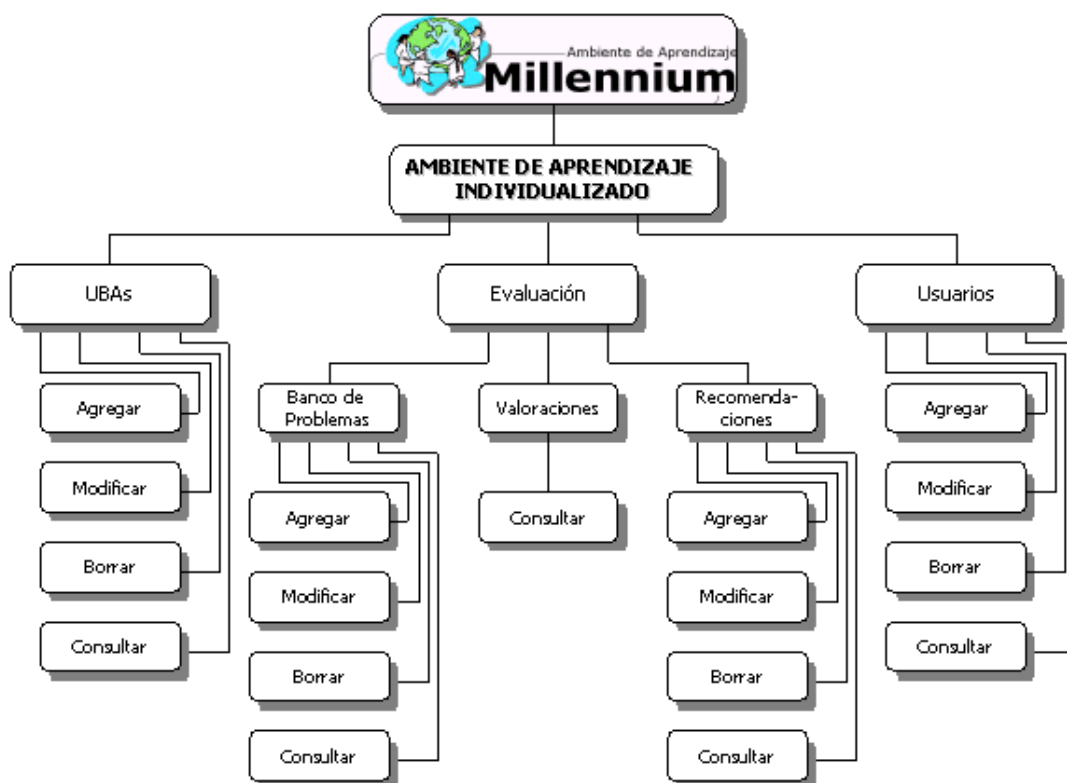 Ambiente de Aprendizaje
Millennium
AMBIENTE DE APRENDIZAJE
INDIVIDUALIZADO
UBAs
Evaluación
Usuarios
Agregar
Modificar
Borrar
Consultar
Banco de
Problemas
Agregar
Modificar
Borrar
Consultar
Valoraciones
Consultar
Recomenda-
ciones
Agregar
Modificar
Borrar
Consultar
Agregar
Modificar
Borrar
Consultar